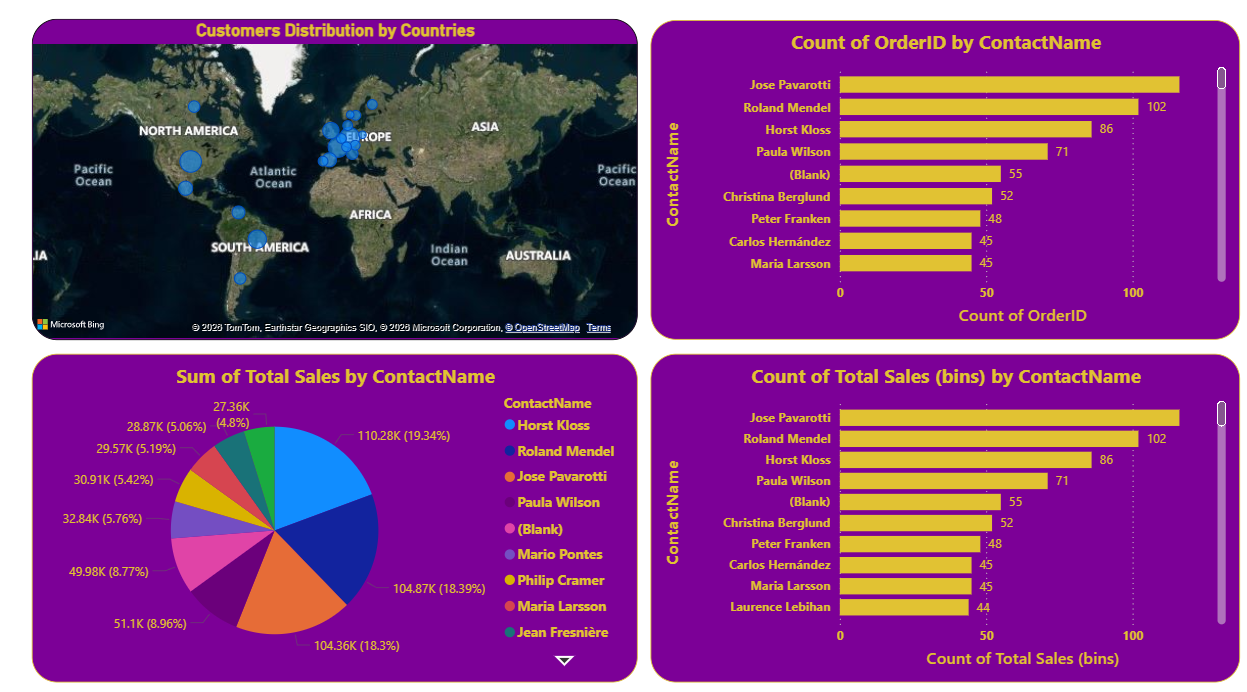 Customers Distribution by Countries
NORTH AMERICA
EUROPE
ASIA
Pacific
Ocean
Atlantic
Ocean
Pacific
Ocean
AFRICA
SOUTH AMERICA
Indian
Ocean
AUSTRALIA
IA
Microsoft Bing
© 2026 TomTom, Earthstar Geographics SIO, © 2026 Microsoft Corporation, © OpenStreetMap Terms
Count of OrderID by ContactName
ContactName
Jose Pavarotti
Roland Mendel 102
Horst Kloss 86
Paula Wilson 71
(Blank) 55
Christina Berglund 52
Peter Franken 48
Carlos Hernández 45
Maria Larsson 45
0 50 100
Count of OrderID
Sum of Total Sales by ContactName
27.36K
(4.8%)
28.87K (5.06%)
29.57K (5.19%)
30.91K (5.42%)
32.84K (5.76%)
49.98K (8.77%)
51.1K (8.96%)
104.36K (18.3%)
104.87K (18.39%)
110.28K (19.34%)
ContactName
Horst Kloss
Roland Mendel
Jose Pavarotti
Paula Wilson
(Blank)
Mario Pontes
Philip Cramer
Maria Larsson
Jean Fresnière
Count of Total Sales (bins) by ContactName
ContactName
Jose Pavarotti
Roland Mendel 102
Horst Kloss 86
Paula Wilson 71
(Blank) 55
Christina Berglund 52
Peter Franken 48
Carlos Hernández 45
Maria Larsson 45
Laurence Lebihan 44
0 50 100
Count of Total Sales (bins)